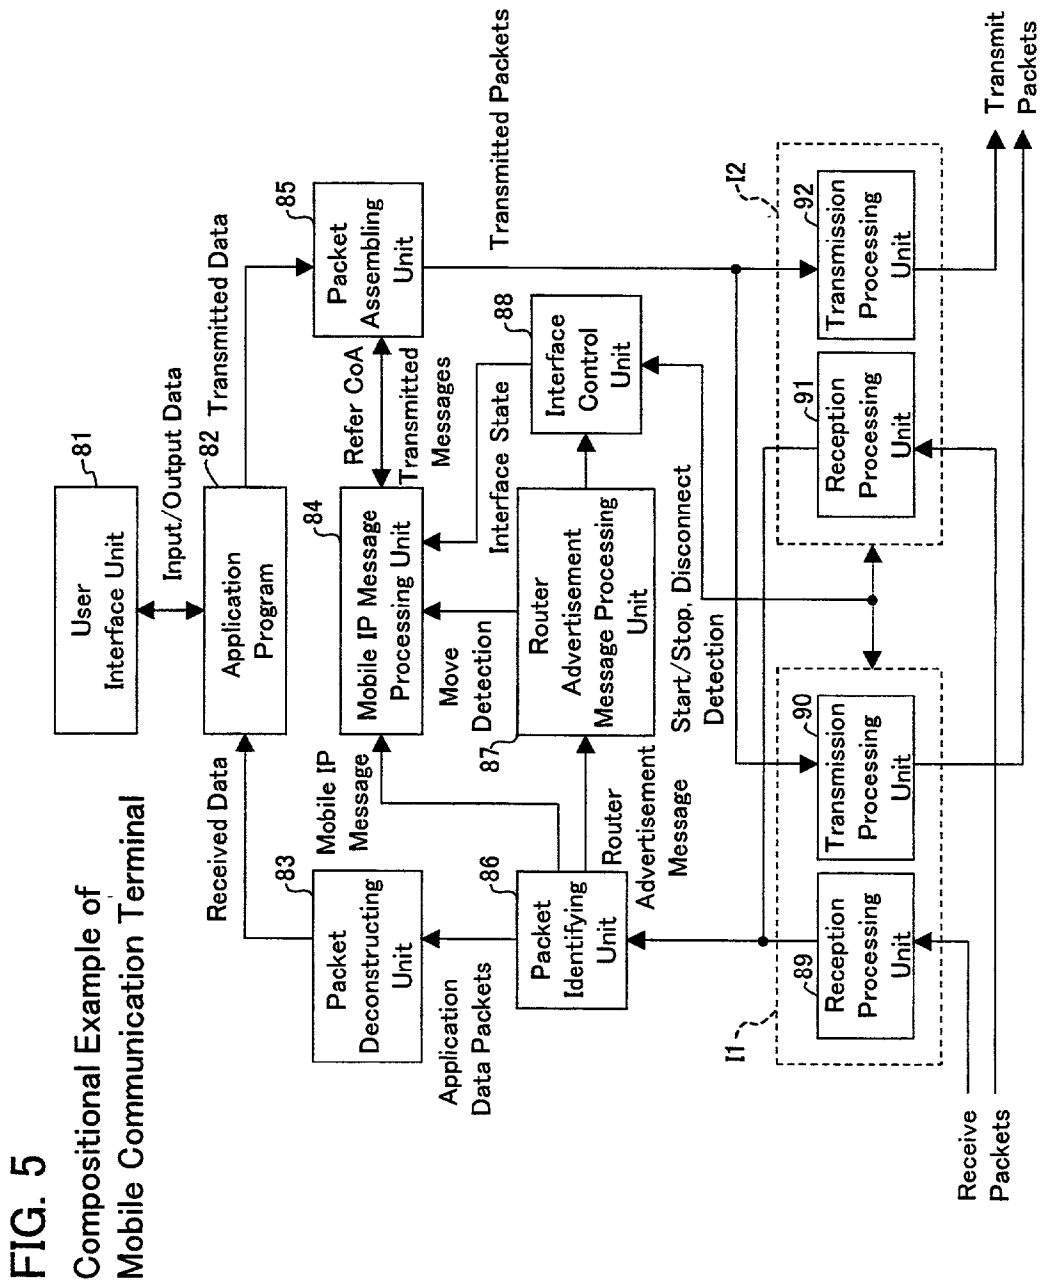 FIG. 5
Compositional Example of
Mobile Communication Terminal
81
User
Interface Unit
Input/Output Data
82
Application
Program
Received Data
Transmitted Data
83
Packet
Deconstructing
Unit
Mobile IP
Message
84
Mobile IP Message
Processing Unit
Refer CoA
Transmitted
Messages
85
Packet
Assembling
Unit
Application
Data Packets
Move
Detection
Interface State
Transmitted Packets
86
Packet
Identifying
Unit
Router
Advertisement
Message
87
Router
Advertisement
Message Processing
Unit
88
Interface
Control
Unit
Start/Stop, Disconnect
Detection
I1
89
Reception
Processing
Unit
90
Transmission
Processing
Unit
I2
91
Reception
Processing
Unit
92
Transmission
Processing
Unit
Receive
Packets
Transmit
Packets